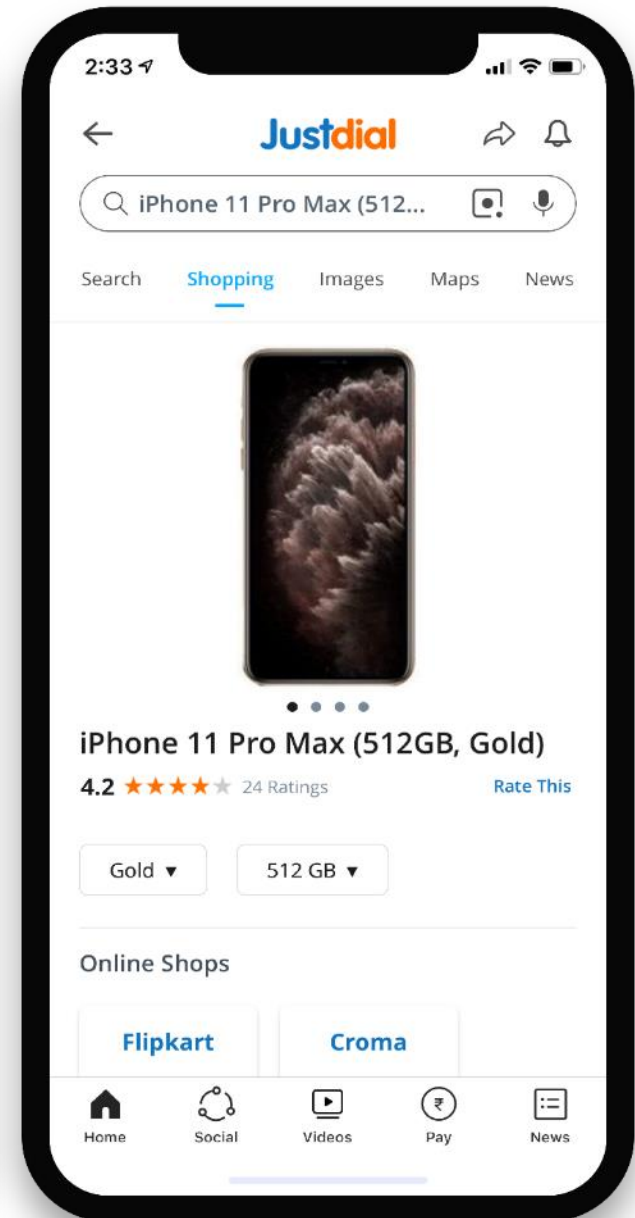 2:33
Justdial
iPhone 11 Pro Max (512...
Search Shopping Images Maps News
iPhone 11 Pro Max (512GB, Gold)
4.2 ★★★★★ 24 Ratings Rate This
Gold ▼ 512 GB ▼
Online Shops
Flipkart Croma
Home Social Videos Pay News